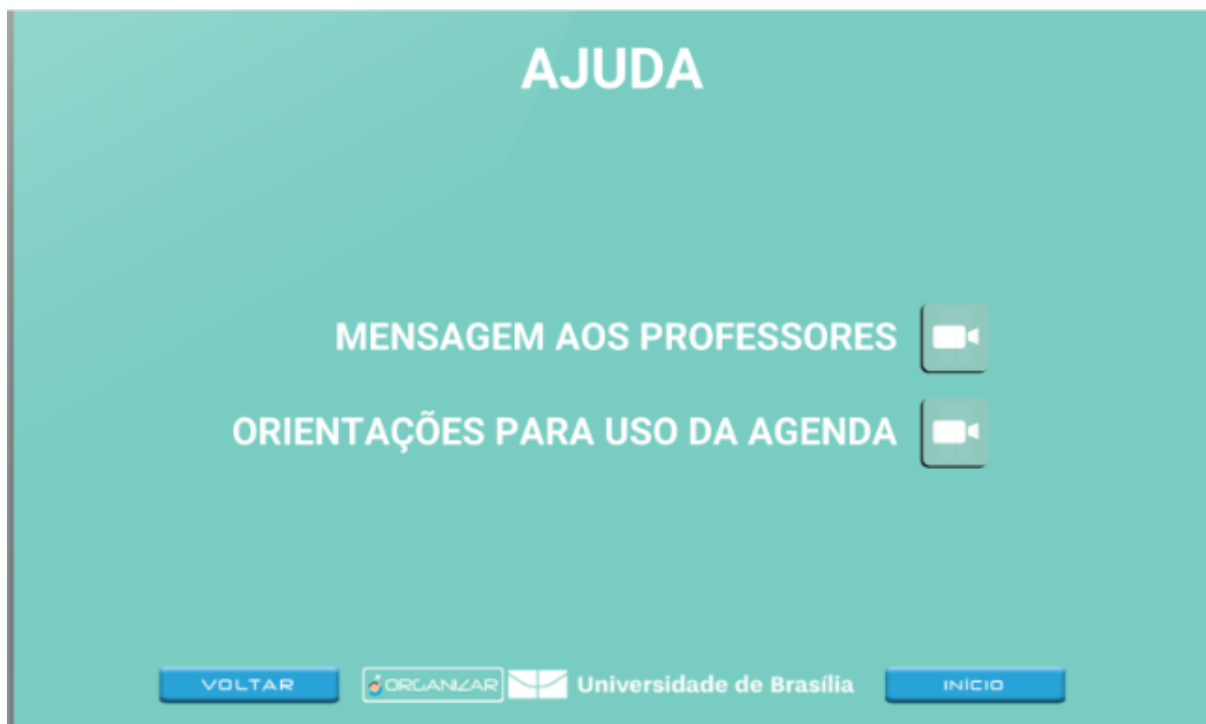 AJUDA
MENSAGEM AOS PROFESSORES
ORIENTAÇÕES PARA USO DA AGENDA
VOLTAR ORGANIZAR Universidade de Brasília INÍCIO